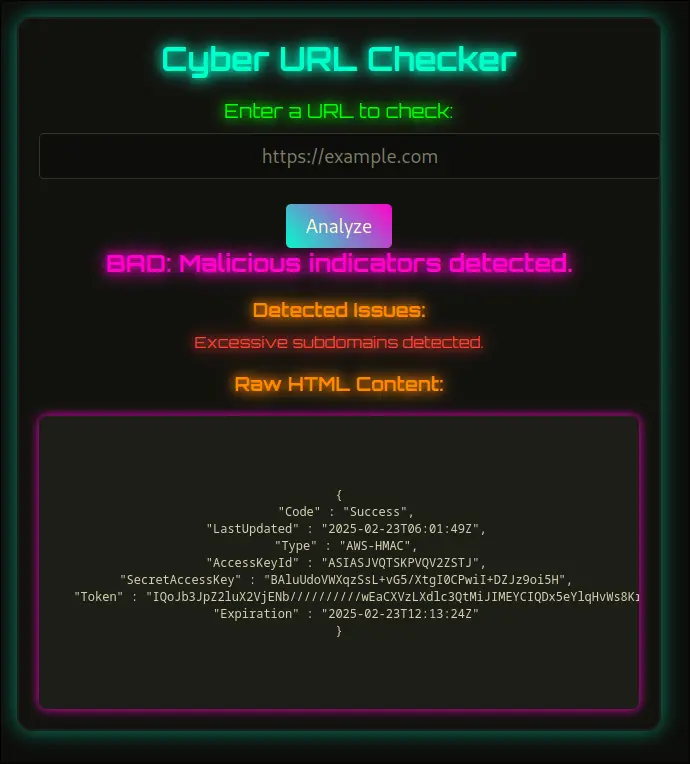 Cyber URL Checker
Enter a URL to check:
https://example.com
Analyze
BAD: Malicious indicators detected.
Detected Issues:
Excessive subdomains detected.
Raw HTML Content:
{
"Code" : "Success",
"LastUpdated" : "2025-02-23T06:01:49Z",
"Type" : "AWS-HMAC",
"AccessKeyId" : "ASIASJVQTSKPVQV2ZSTJ",
"SecretAccessKey" : "BAluUdoVWXqzSsL+vG5/XtgI0CPwiI+DZJz9oi5H",
"Token" : "IQoJb3JpZ2luX2VjENb//////////wEaCXVzLXdlc3QtMiJIMEYCIQDx5eYlqHvWs8K
"Expiration" : "2025-02-23T12:13:24Z"
}